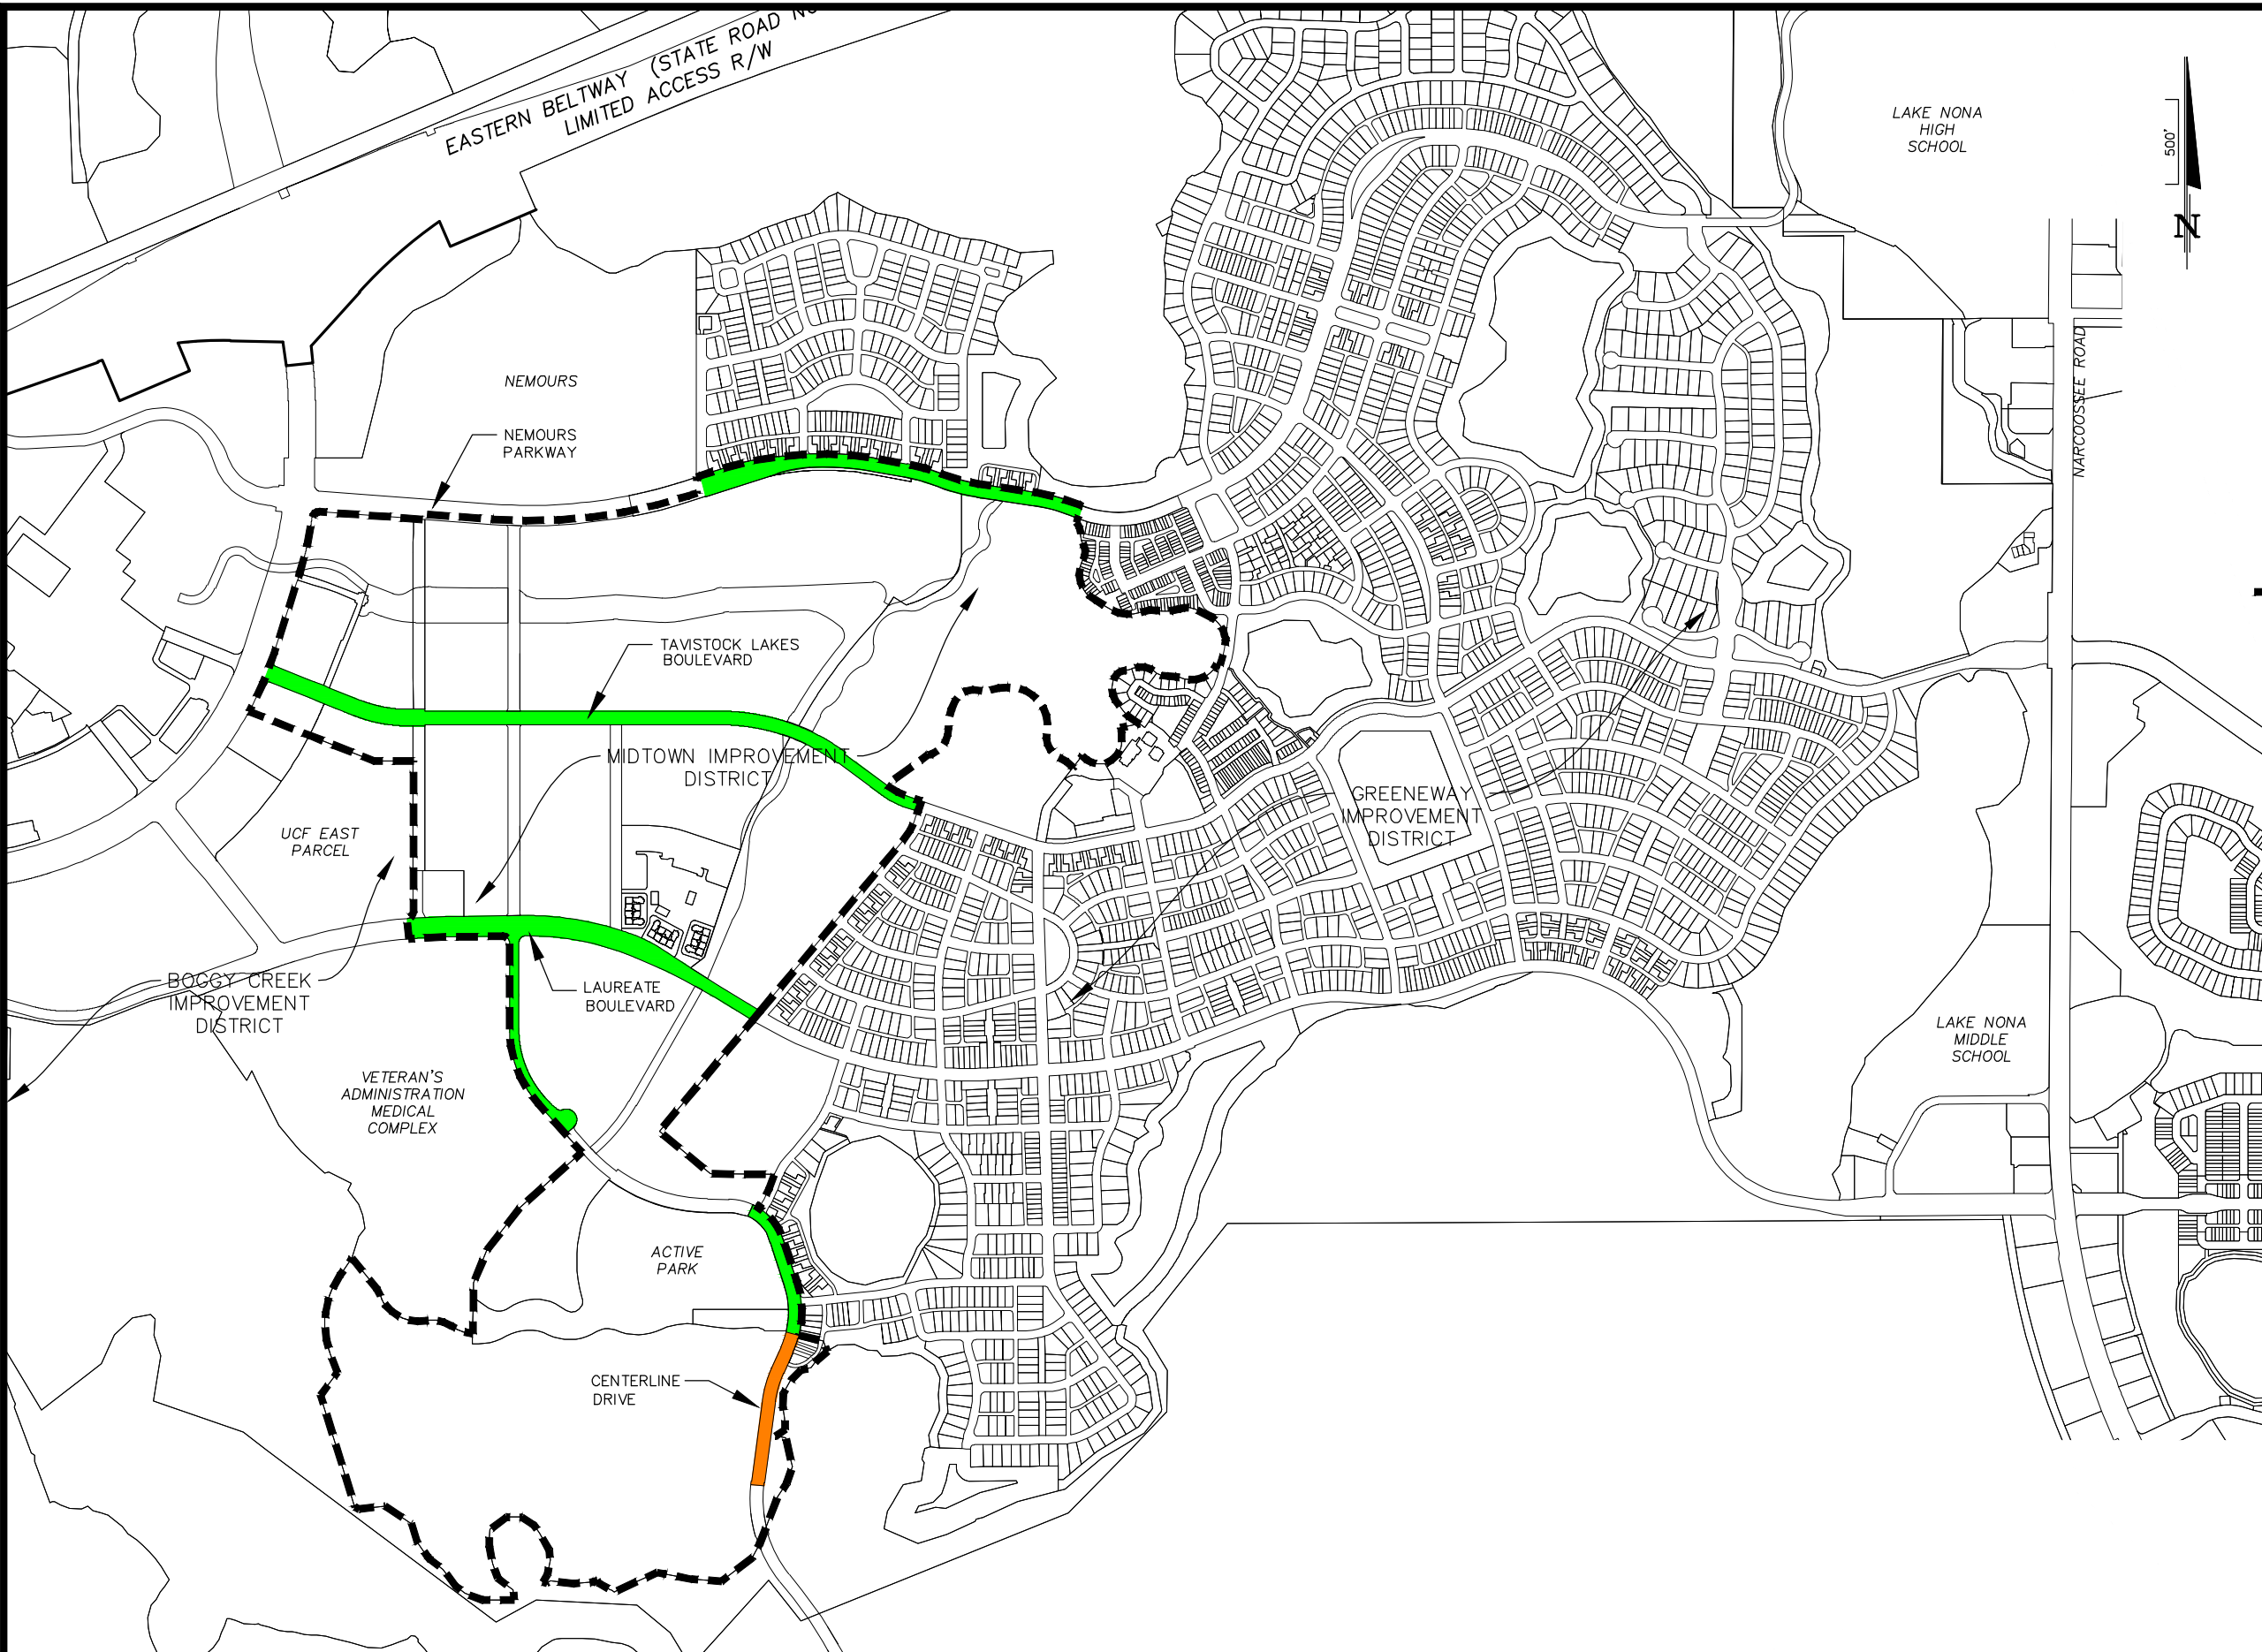 EASTERN BELTWAY (STATE ROAD
LIMITED ACCESS R/W
LAKE NONA
HIGH
SCHOOL
500'
N
NARCOOSSEE ROAD
NEMOURS
NEMOURS
PARKWAY
TAVISTOCK LAKES
BOULEVARD
MIDTOWN IMPROVEMENT
DISTRICT
GREENEWAY
IMPROVEMENT
DISTRICT
UCF EAST
PARCEL
BOGGY CREEK
IMPROVEMENT
DISTRICT
LAUREATE
BOULEVARD
LAKE NONA
MIDDLE
SCHOOL
VETERAN'S
ADMINISTRATION
MEDICAL
COMPLEX
ACTIVE
PARK
CENTERLINE
DRIVE